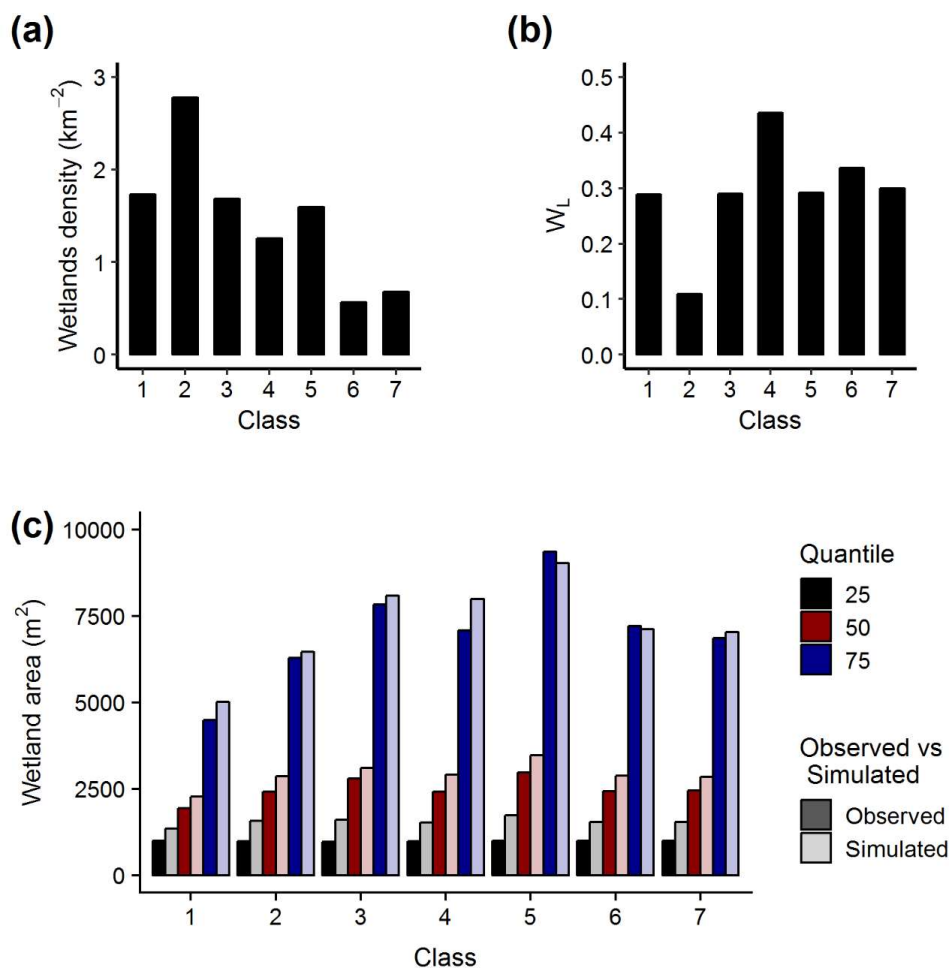 (a)
Wetlands density (km⁻²)
3
2
1
0
1 2 3 4 5 6 7
Class
(b)
W_L
0.5
0.4
0.3
0.2
0.1
0.0
1 2 3 4 5 6 7
Class
(c)
Wetland area (m²)
10000
7500
5000
2500
0
1 2 3 4 5 6 7
Class
Quantile
25
50
75
Observed vs
Simulated
Observed
Simulated